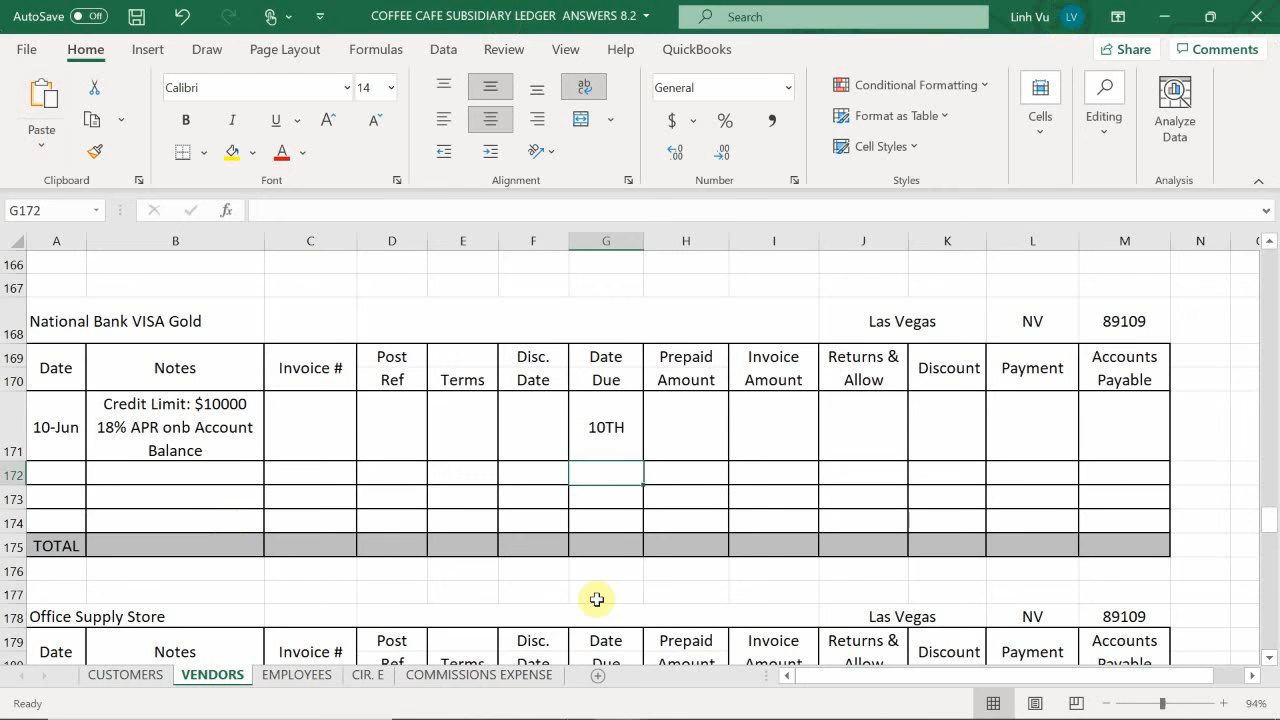 AutoSave Off COFFEE CAFE SUBSIDIARY LEDGER ANSWERS 8.2 Search Linh Vu LV
File Home Insert Draw Page Layout Formulas Data Review View Help QuickBooks Share Comments
Paste Calibri 14 B I U A A A ab General $ % Conditional Formatting Format as Table Cell Styles Cells Editing Analyze Data
Clipboard Font Alignment Number Styles Analysis
G172 fx
A B C D E F G H I J K L M N
166
167
168 National Bank VISA Gold Las Vegas NV 89109
169 Date Notes Invoice # Post Disc. Date Prepaid Invoice Returns & Discount Payment Accounts
170 Ref Terms Date Due Amount Amount Allow Payable
Credit Limit: $10000
10-Jun 18% APR onb Account 10TH
171 Balance
172
173
174
175 TOTAL
176
177
178 Office Supply Store Las Vegas NV 89109
179 Date Notes Invoice # Post Disc. Date Prepaid Invoice Returns & Discount Payment Accounts
Ref Terms Date Due Amount Amount Allow Payable
CUSTOMERS VENDORS EMPLOYEES CIR. E COMMISSIONS EXPENSE
Ready 94%